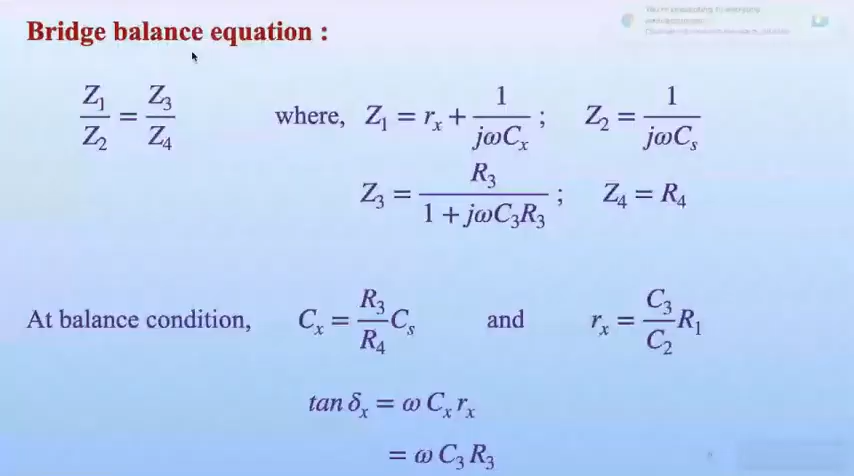 Bridge balance equation :
Z₁/Z₂ = Z₃/Z₄ where, Z₁ = rₓ + 1/(jωCₓ) ; Z₂ = 1/(jωCₛ)
Z₃ = R₃/(1 + jωC₃R₃) ; Z₄ = R₄
At balance condition, Cₓ = (R₃/R₄)Cₛ and rₓ = (C₃/C₂)R₁
tan δₓ = ω Cₓ rₓ
= ω C₃ R₃